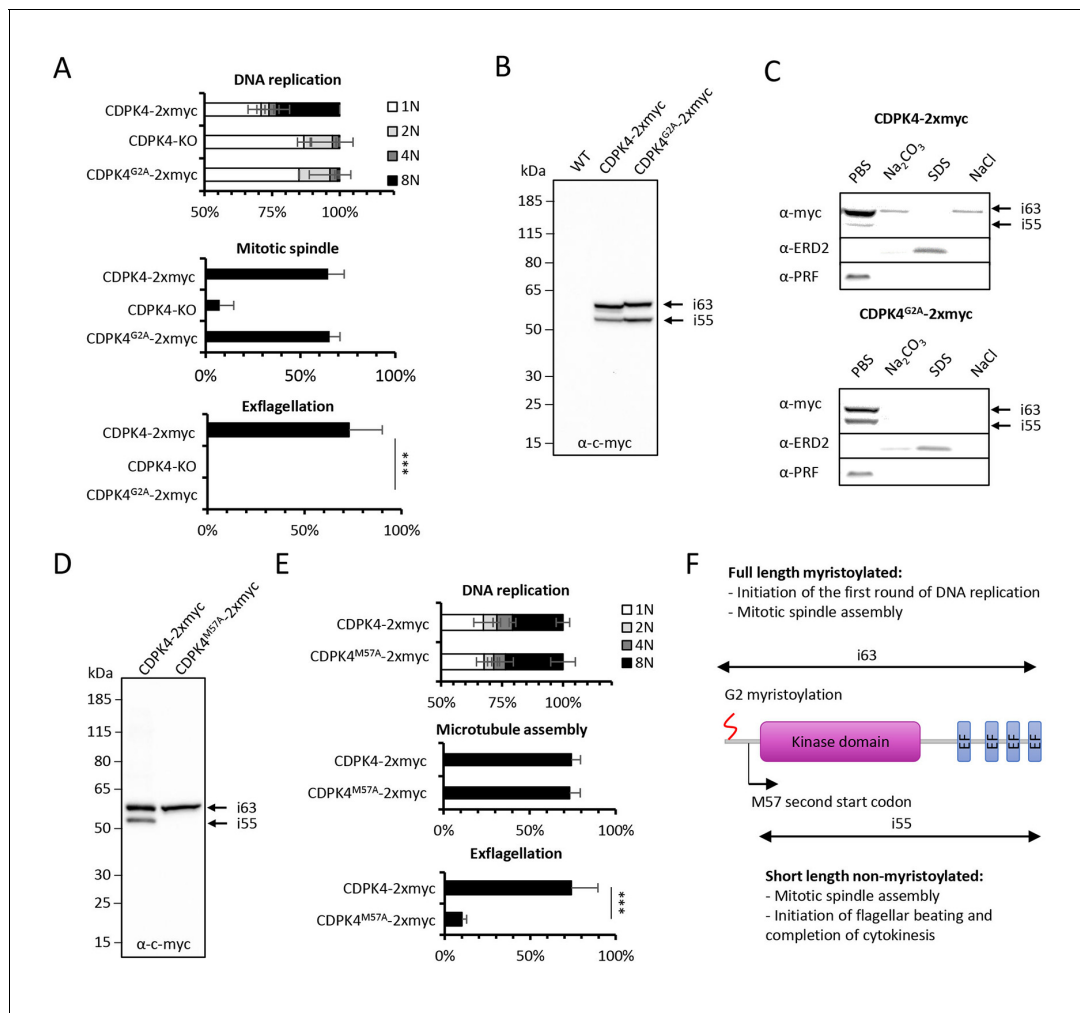 A
DNA replication
CDPK4-2xmyc
CDPK4-KO
CDPK4G2A-2xmyc
50% 75% 100%
1N
2N
4N
8N
Mitotic spindle
CDPK4-2xmyc
CDPK4-KO
CDPK4G2A-2xmyc
0% 50% 100%
Exflagellation
CDPK4-2xmyc
CDPK4-KO
CDPK4G2A-2xmyc
***
0% 50% 100%
B
WT
CDPK4-2xmyc
CDPK4G2A-2xmyc
kDa
185
115
80
65
50
30
25
15
i63
i55
α-c-myc
C
CDPK4-2xmyc
PBS Na2CO3 SDS NaCl
α-myc
i63
i55
α-ERD2
α-PRF
CDPK4G2A-2xmyc
PBS Na2CO3 SDS NaCl
α-myc
i63
i55
α-ERD2
α-PRF
D
CDPK4-2xmyc
CDPK4M57A-2xmyc
kDa
185
115
80
65
50
30
25
15
i63
i55
α-c-myc
E
DNA replication
CDPK4-2xmyc
CDPK4M57A-2xmyc
50% 75% 100%
1N
2N
4N
8N
Microtubule assembly
CDPK4-2xmyc
CDPK4M57A-2xmyc
0% 50% 100%
Exflagellation
CDPK4-2xmyc
CDPK4M57A-2xmyc
***
0% 50% 100%
F
Full length myristoylated:
- Initiation of the first round of DNA replication
- Mitotic spindle assembly
i63
G2 myristoylation
Kinase domain
EF EF EF EF
M57 second start codon
i55
Short length non-myristoylated:
- Mitotic spindle assembly
- Initiation of flagellar beating and
completion of cytokinesis